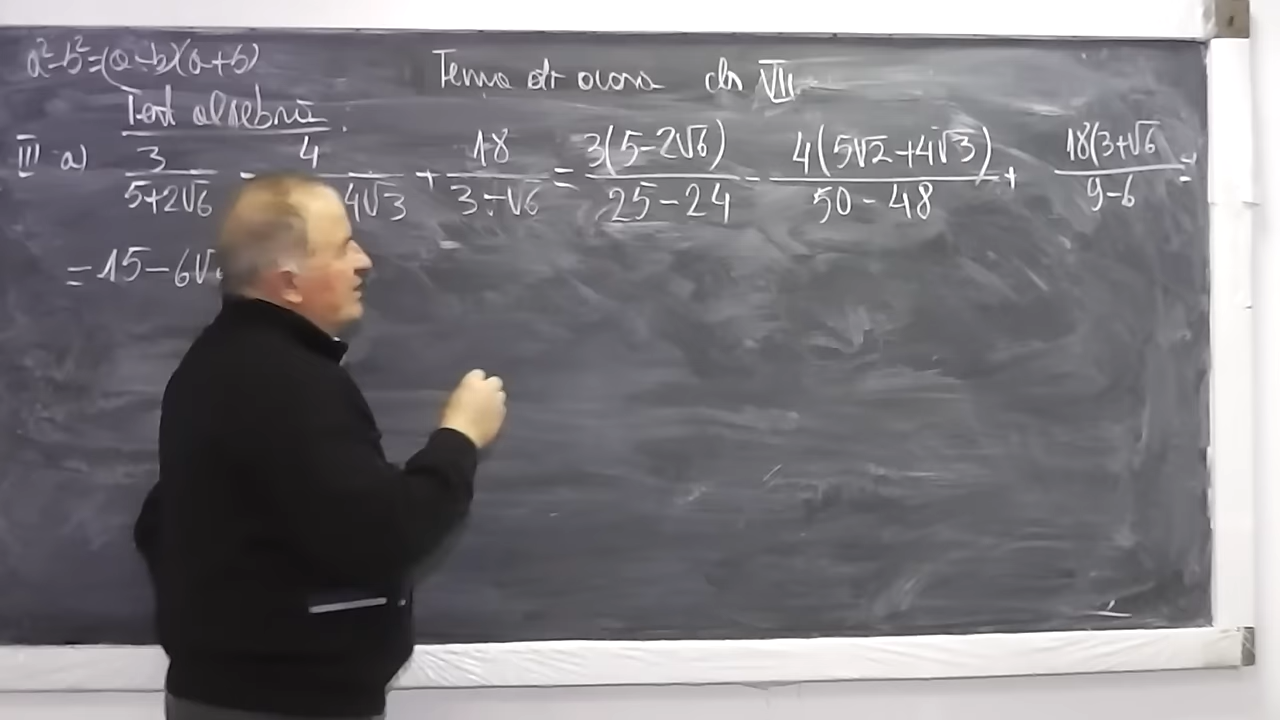 a²-b²=(a-b)(a+b)
Tema de acasa cls VII
Test algebră
III a) 3/(5+2√6) - 4/( 4√3) + 18/(3-√6) = 3(5-2√6)/(25-24) - 4(5√2+4√3)/(50-48) + 18(3+√6/(9-6) =
= 15-6√